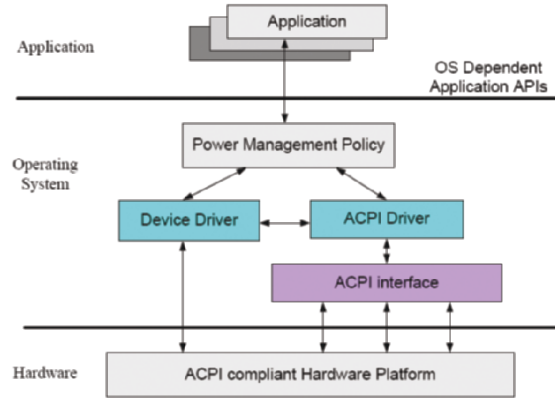 Application
Application
OS Dependent
Application APIs
Power Management Policy
Operating
System
Device Driver
ACPI Driver
ACPI interface
Hardware
ACPI compliant Hardware Platform